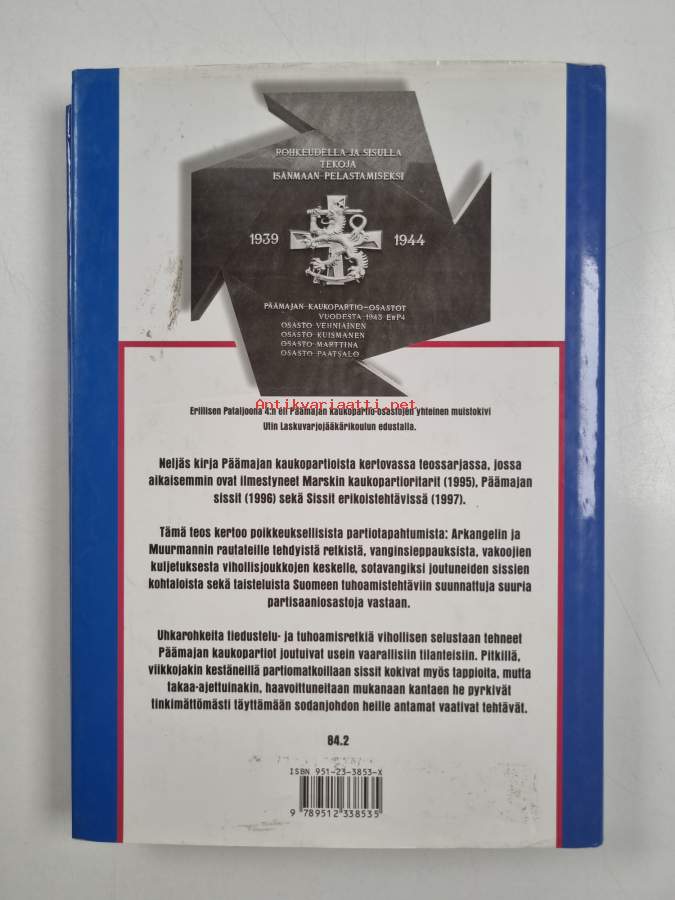 ROHKEUDELLA JA SISULLA
TEKOJA
ISÄNMAAN PELASTAMISEKSI
1939 1944
PÄÄMAJAN KAUKOPARTIO-OSASTOT
VUODESTA 1943 ErP4
OSASTO VEHNIÄINEN
OSASTO KUISMANEN
OSASTO MARTTINA
OSASTO PAATSALO
Antikvariaatti.net
Erillisen Pataljoona 4:n eli Päämajan kaukopartio-osastojen yhteinen muistokivi
Utin Laskuvarjojääkärikoulun edustalla.
Neljäs kirja Päämajan kaukopartioista kertovassa teossarjassa, jossa
aikaisemmin ovat ilmestyneet Marskin kaukopartioritarit (1995), Päämajan
sissit (1996) sekä Sissit erikoistehtävissä (1997).
Tämä teos kertoo poikkeuksellisista partiotapahtumista: Arkangelin ja
Muurmannin rautateille tehdyistä retkistä, vanginsieppauksista, vakoojien
kuljetuksesta vihollisjoukkojen keskelle, sotavangiksi joutuneiden sissien
kohtaloista sekä taisteluista Suomeen tuhoamistehtäviin suunnattuja suuria
partisaaniosastoja vastaan.
Uhkarohkeita tiedustelu- ja tuhoamisretkiä vihollisen selustaan tehneet
Päämajan kaukopartiot joutuivat usein vaarallisiin tilanteisiin. Pitkillä,
viikkojakin kestäneillä partiomatkoillaan sissit kokivat myös tappioita, mutta
takaa-ajettuinakin, haavoittuneitaan mukanaan kantaen he pyrkivät
tinkimättömästi täyttämään sodanjohdon heille antamat vaativat tehtävät.
84.2
ISBN 951-23-3853-X
9 789512 338535